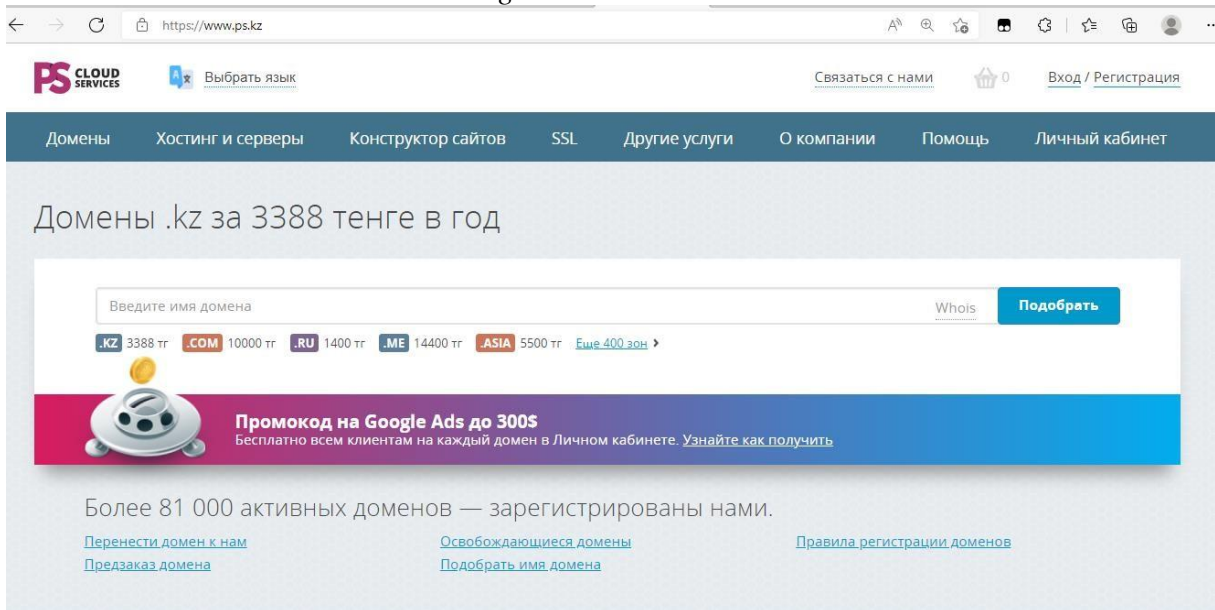 https://www.ps.kz
PS CLOUD SERVICES
Выбрать язык
Связаться с нами
0
Вход / Регистрация
Домены Хостинг и серверы Конструктор сайтов SSL Другие услуги О компании Помощь Личный кабинет
Домены .kz за 3388 тенге в год
Введите имя домена Whois Подобрать
.KZ 3388 тг .COM 10000 тг .RU 1400 тг .ME 14400 тг .ASIA 5500 тг Еще 400 зон
Промокод на Google Ads до 300$
Бесплатно всем клиентам на каждый домен в Личном кабинете. Узнайте как получить
Более 81 000 активных доменов — зарегистрированы нами.
Перенести домен к нам Освобождающиеся домены Правила регистрации доменов
Предзаказ домена Подобрать имя домена